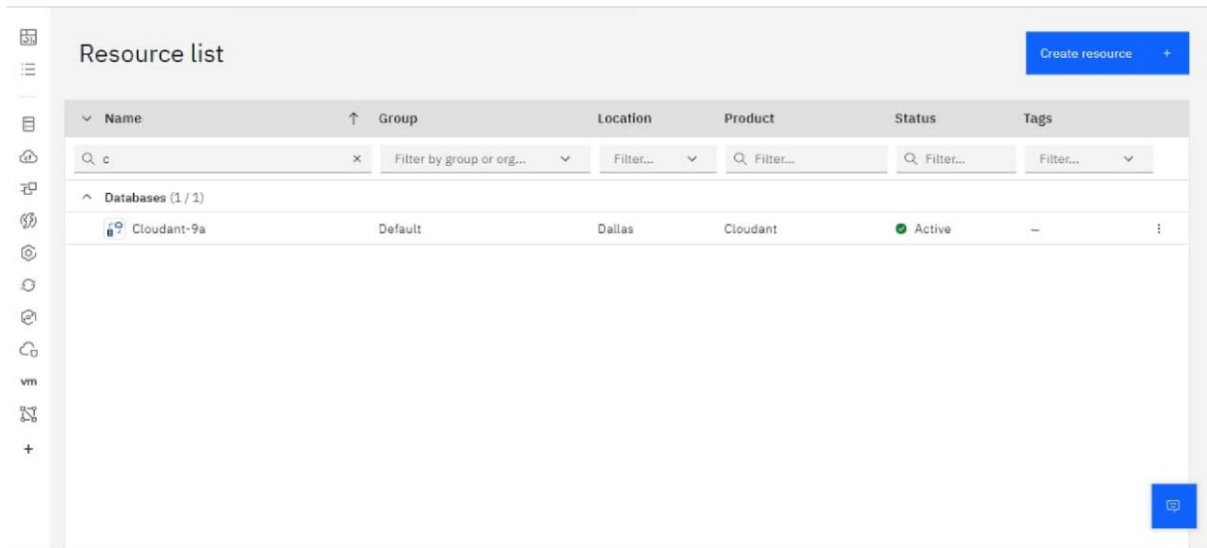 Resource list
Create resource +
Name ↑ Group Location Product Status Tags
c × Filter by group or org... Filter... Filter... Filter... Filter...
Databases (1 / 1)
Cloudant-9a Default Dallas Cloudant Active –
vm
+